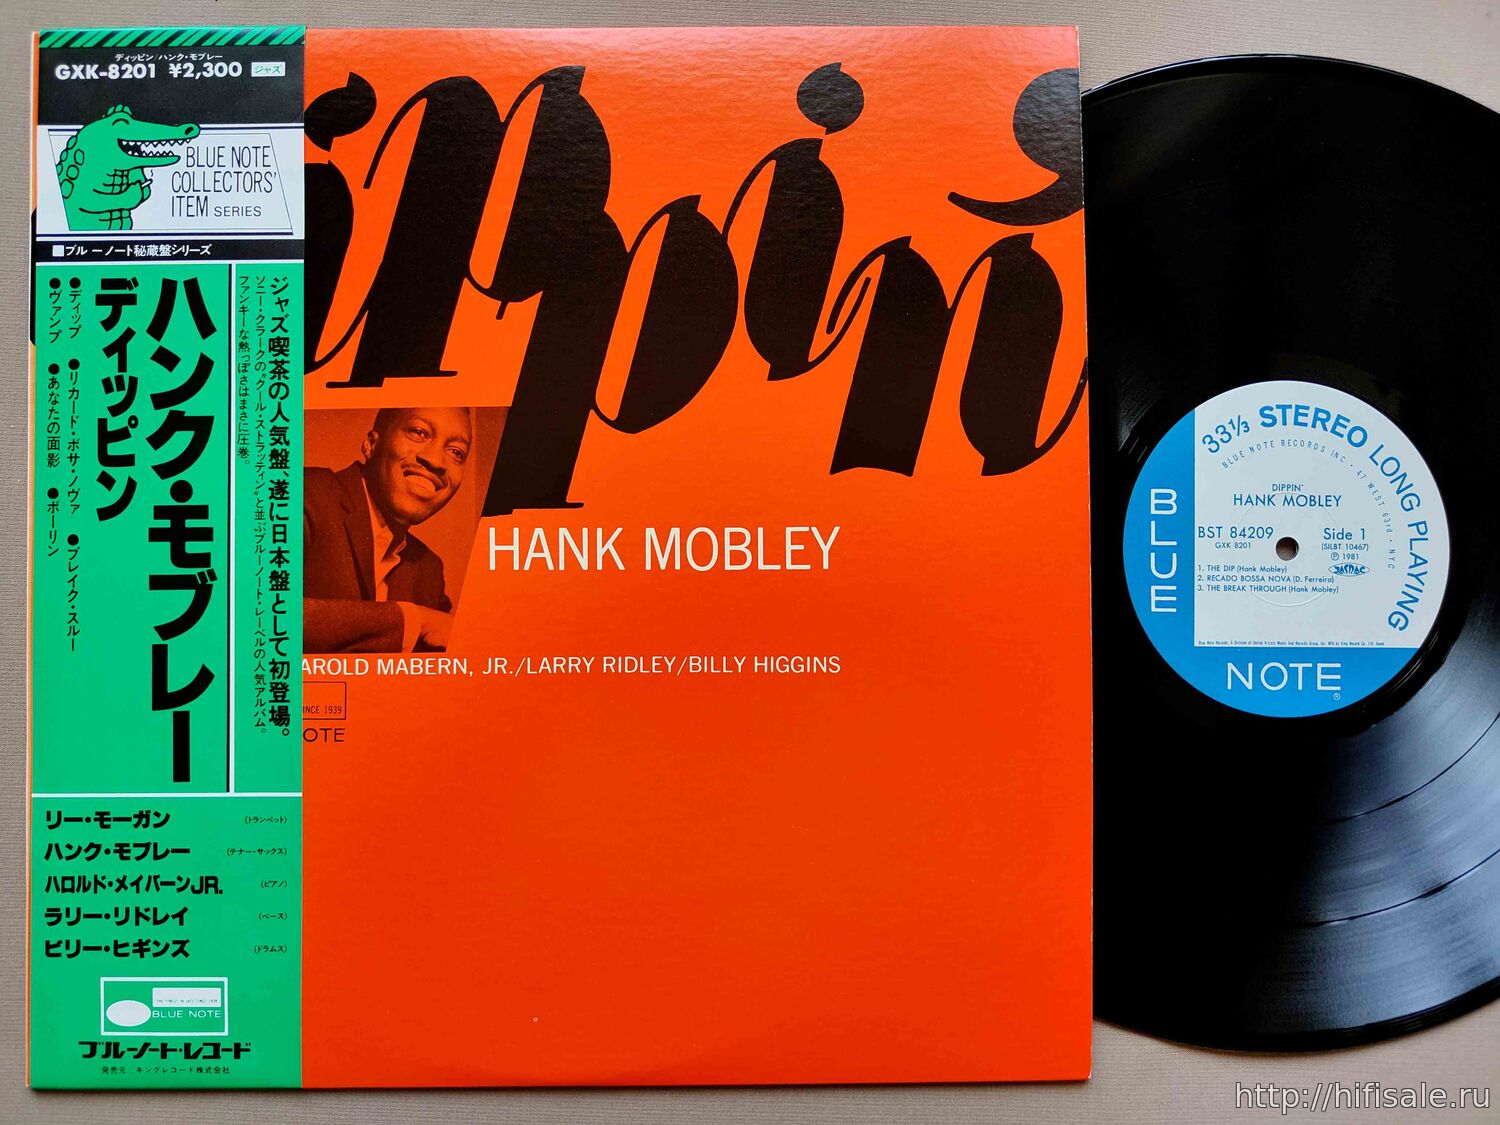 ディッピン/ハンク・モブレー
GXK-8201 ¥2,300 ジャズ
BLUE NOTE
COLLECTORS'
ITEM SERIES
■ブルーノート秘蔵盤シリーズ
ジャズ喫茶の人気盤、遂に日本盤として初登場。
ソニー・クラークの“クール・ストラッティン”と並ぶブルーノート・レーベルの人気アルバム。
ファンキーな熱っぽさはまさに圧巻。
ハンク・モブレー
ディッピン
●ディップ ●リカード・ボサ・ノヴァ ●ブレイク・スルー
●ヴァンプ ●あなたの面影 ●ボーリン
リー・モーガン (トランペット)
ハンク・モブレー (テナー・サックス)
ハロルド・メイバーンJR. (ピアノ)
ラリー・リドレイ (ベース)
ビリー・ヒギンズ (ドラムス)
THE FINEST IN JAZZ SINCE 1939
BLUE NOTE
ブルーノート・レコード
発売元:キングレコード株式会社
ippin'
HANK MOBLEY
AROLD MABERN, JR./LARRY RIDLEY/BILLY HIGGINS
INCE 1939
OTE
33⅓ STEREO LONG PLAYING
BLUE NOTE RECORDS INC · 47 WEST 63rd · NYC
DIPPIN'
HANK MOBLEY
BST 84209 Side 1
GXK 8201 (SILBT 10467)
Ⓟ 1981
JASRAC
1. THE DIP (Hank Mobley)
2. RECADO BOSSA NOVA (D. Ferreira)
3. THE BREAK THROUGH (Hank Mobley)
BLUE
NOTE®
http://hifisale.ru